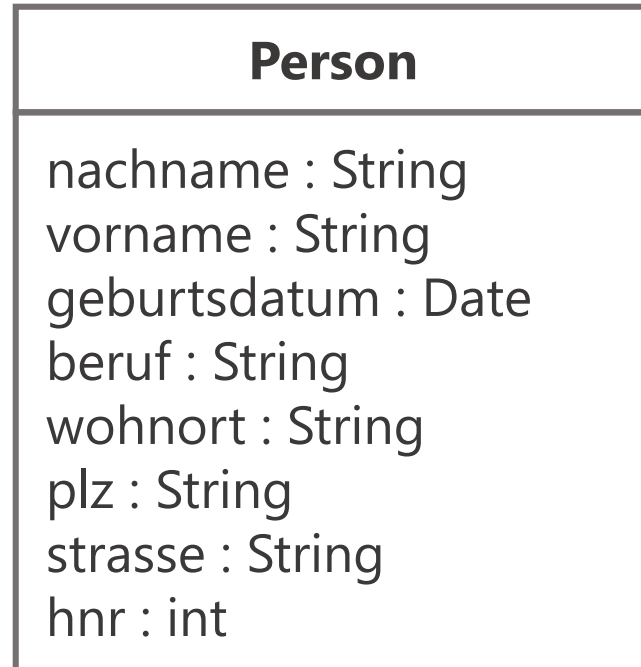 Person
nachname : String
vorname : String
geburtsdatum : Date
beruf : String
wohnort : String
plz : String
strasse : String
hnr : int